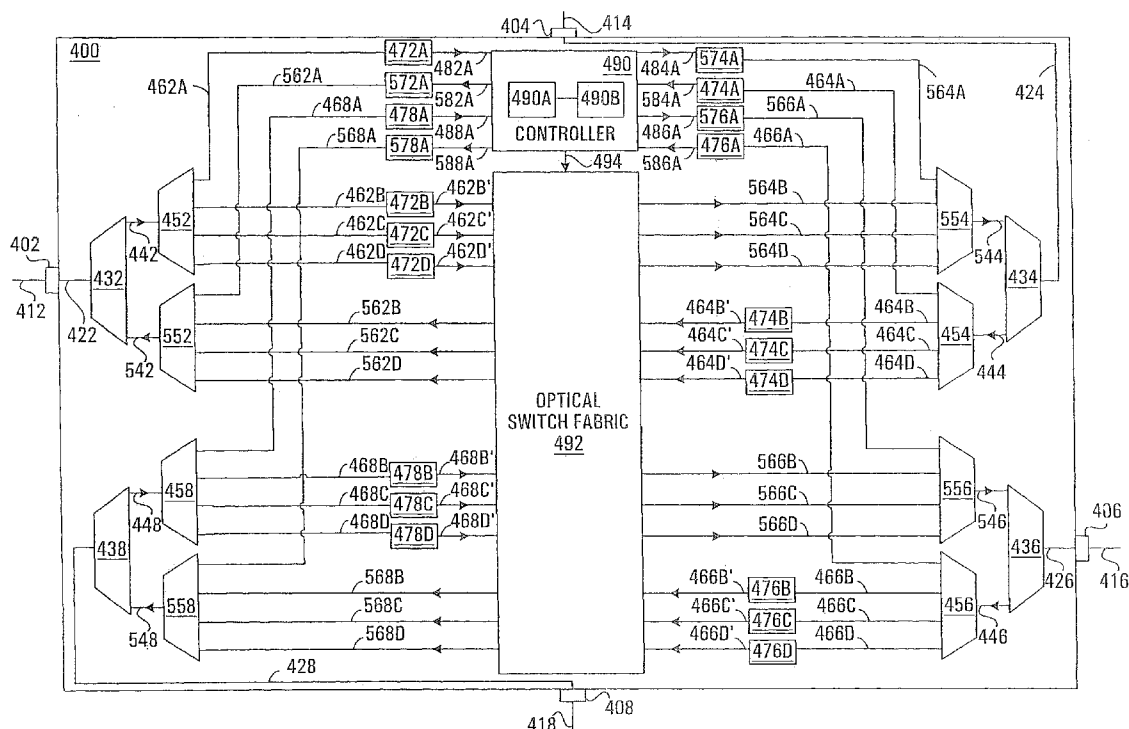 404 414
400 472A 490 574A
462A 562A 482A 484A 464A 424
572A 490A 490B 474A 564A
468A 582A 584A 566A
478A CONTROLLER 576A
568A 488A 486A 466A
578A 588A 494 586A 476A
462B 472B 462B' 564B
452 462C 472C 462C' 564C 554
442 462D 472D 462D' 564D 544
402 432 434
412 422 562B 464B' 474B 464B
552 562C 464C' 474C 464C 454
542 562D 464D' 474D 464D 444
OPTICAL
SWITCH FABRIC
492
468B 478B 468B' 566B
458 468C 478C 468C' 566C 556
448 468D 478D 468D' 566D 546 406
438 436
426 416
568B 466B' 476B 466B
558 568C 466C' 476C 466C 456
548 568D 466D' 476D 466D 446
428
408
418